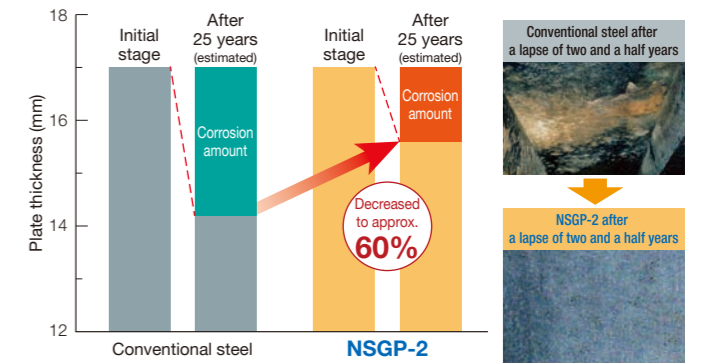 Plate thickness (mm)
18
16
14
12
Initial
stage
After
25 years
(estimated)
Corrosion
amount
Conventional steel
Initial
stage
After
25 years
(estimated)
Corrosion
amount
Decreased
to approx.
60%
NSGP-2
Conventional steel after
a lapse of two and a half years
NSGP-2 after
a lapse of two and a half years